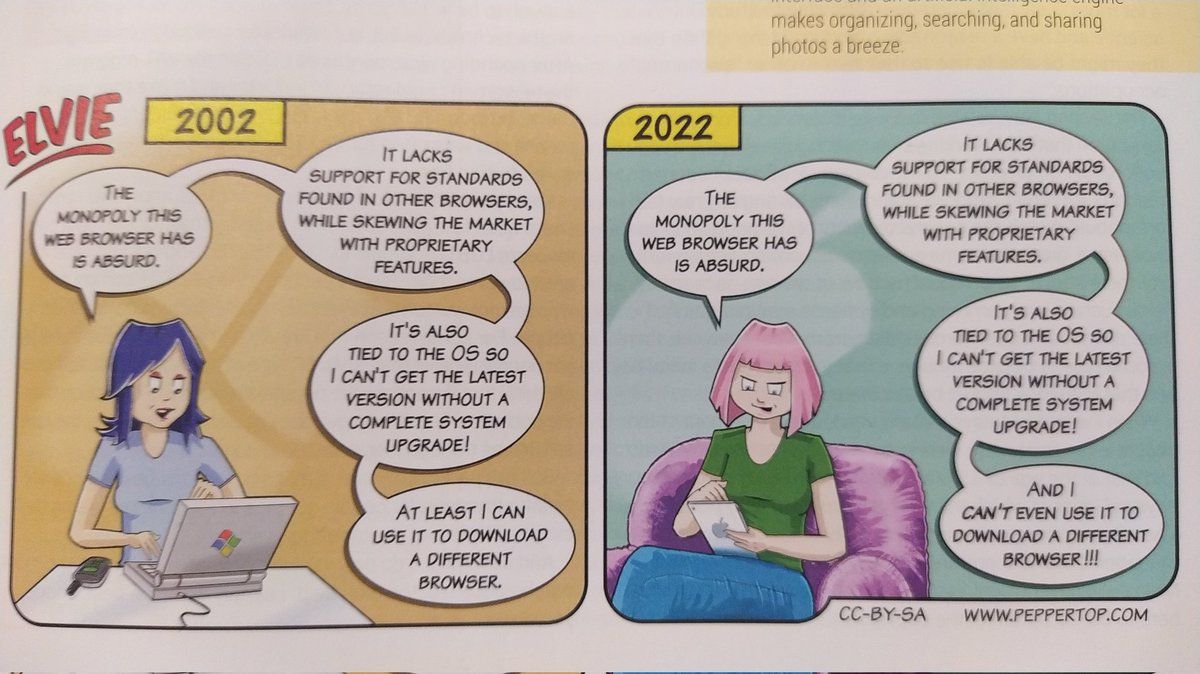 makes organizing, searching, and sharing
photos a breeze.
ELVIE
2002
THE
MONOPOLY THIS
WEB BROWSER HAS
IS ABSURD.
IT LACKS
SUPPORT FOR STANDARDS
FOUND IN OTHER BROWSERS,
WHILE SKEWING THE MARKET
WITH PROPRIETARY
FEATURES.
IT'S ALSO
TIED TO THE OS SO
I CAN'T GET THE LATEST
VERSION WITHOUT A
COMPLETE SYSTEM
UPGRADE!
AT LEAST I CAN
USE IT TO DOWNLOAD
A DIFFERENT
BROWSER.
2022
THE
MONOPOLY THIS
WEB BROWSER HAS
IS ABSURD.
IT LACKS
SUPPORT FOR STANDARDS
FOUND IN OTHER BROWSERS,
WHILE SKEWING THE MARKET
WITH PROPRIETARY
FEATURES.
IT'S ALSO
TIED TO THE OS SO
I CAN'T GET THE LATEST
VERSION WITHOUT A
COMPLETE SYSTEM
UPGRADE!
AND I
CAN'T EVEN USE IT TO
DOWNLOAD A DIFFERENT
BROWSER!!!
CC-BY-SA WWW.PEPPERTOP.COM